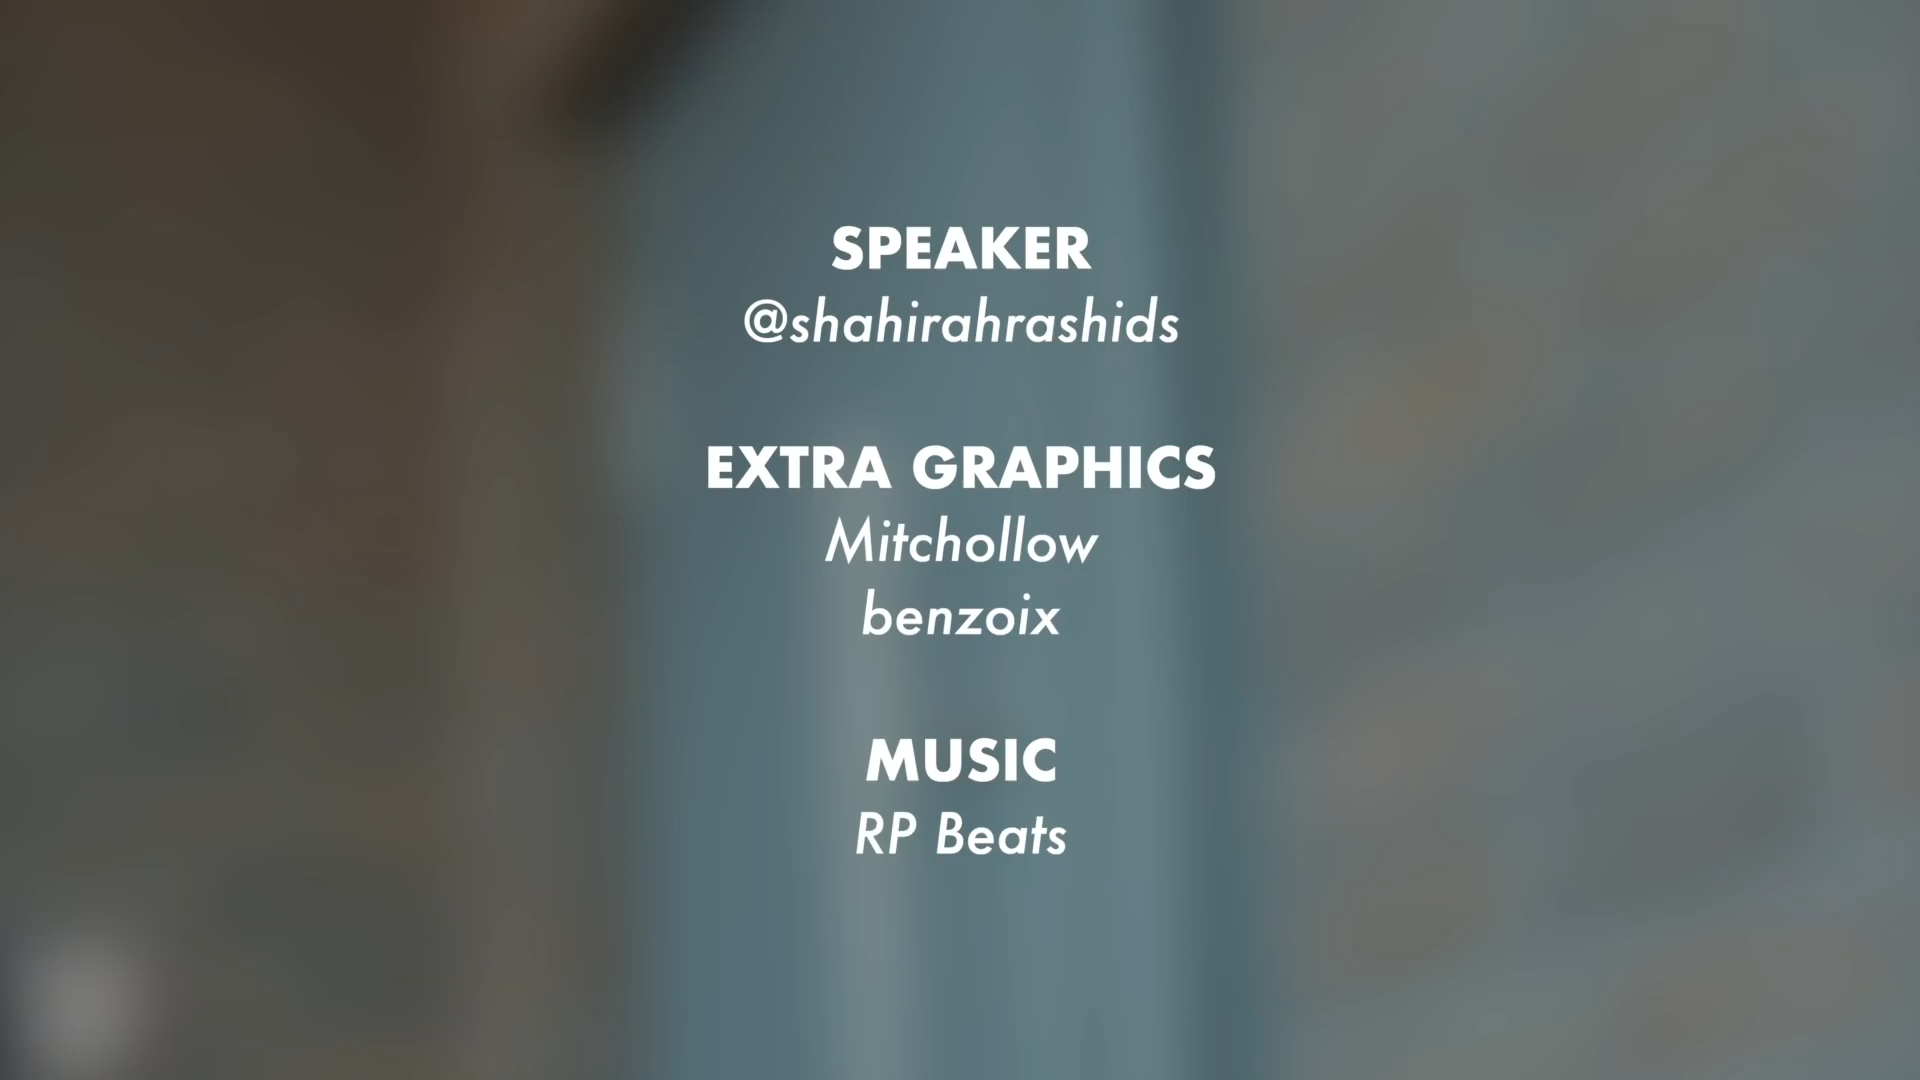 SPEAKER
@shahirahrashids
EXTRA GRAPHICS
Mitchollow
benzoix
MUSIC
RP Beats